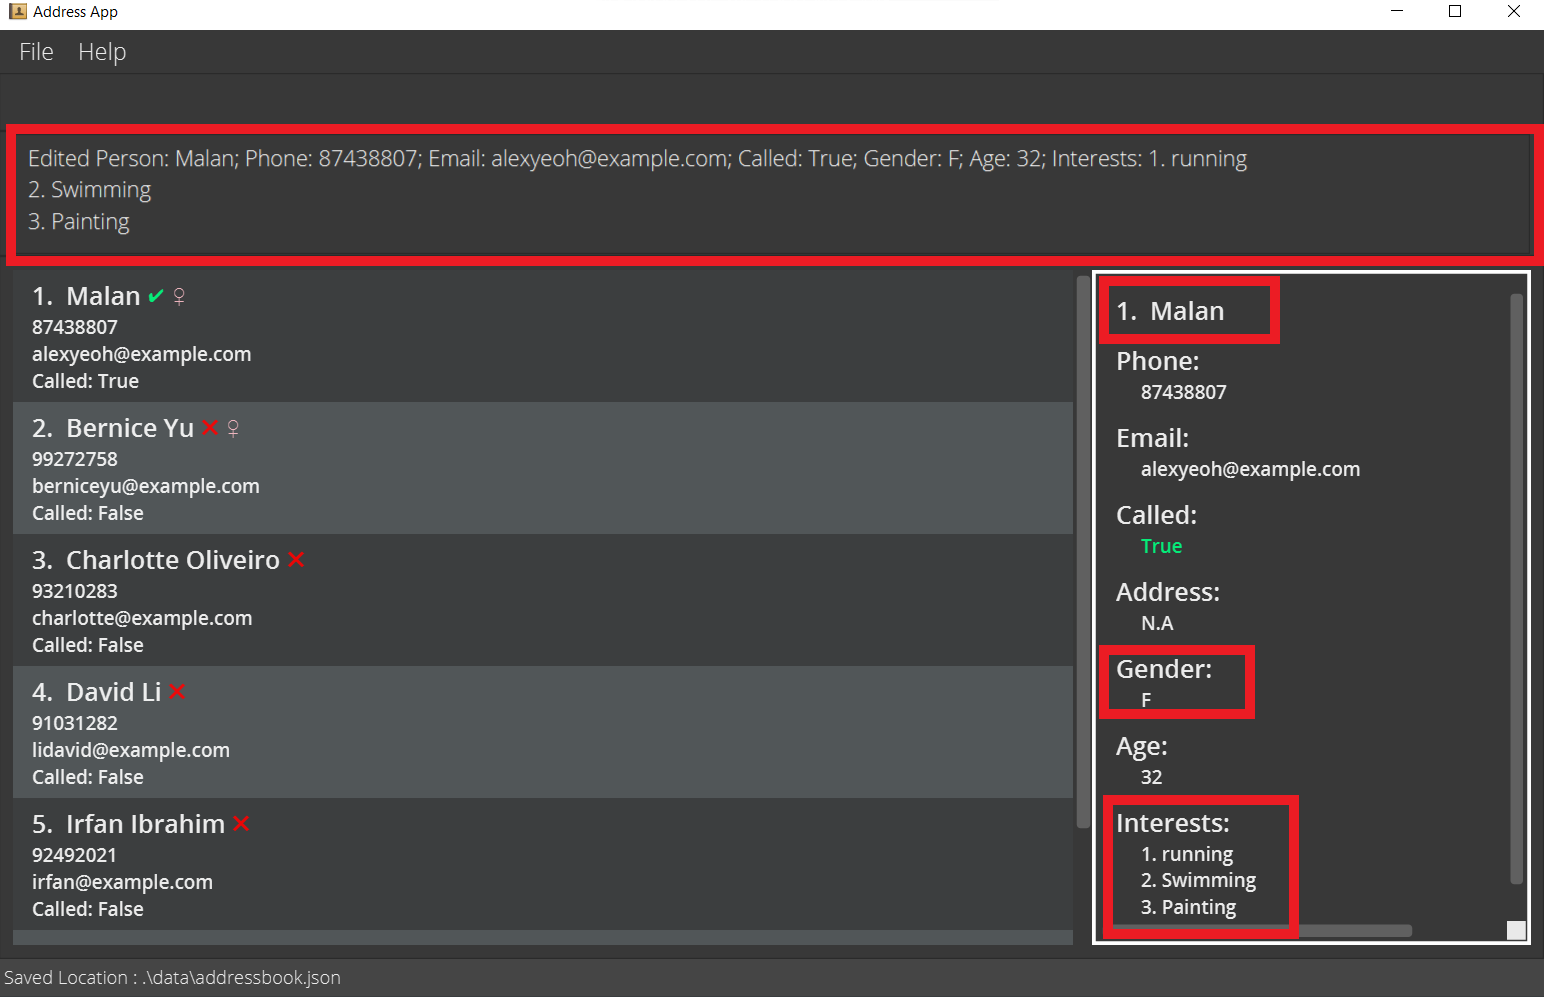 Address App
File Help
Edited Person: Malan; Phone: 87438807; Email: alexyeoh@example.com; Called: True; Gender: F; Age: 32; Interests: 1. running
2. Swimming
3. Painting
1. Malan ✔ ♀
87438807
alexyeoh@example.com
Called: True
2. Bernice Yu ✕ ♀
99272758
berniceyu@example.com
Called: False
3. Charlotte Oliveiro ✕
93210283
charlotte@example.com
Called: False
4. David Li ✕
91031282
lidavid@example.com
Called: False
5. Irfan Ibrahim ✕
92492021
irfan@example.com
Called: False
1. Malan
Phone:
87438807
Email:
alexyeoh@example.com
Called:
True
Address:
N.A
Gender:
F
Age:
32
Interests:
1. running
2. Swimming
3. Painting
Saved Location : .\data\addressbook.json